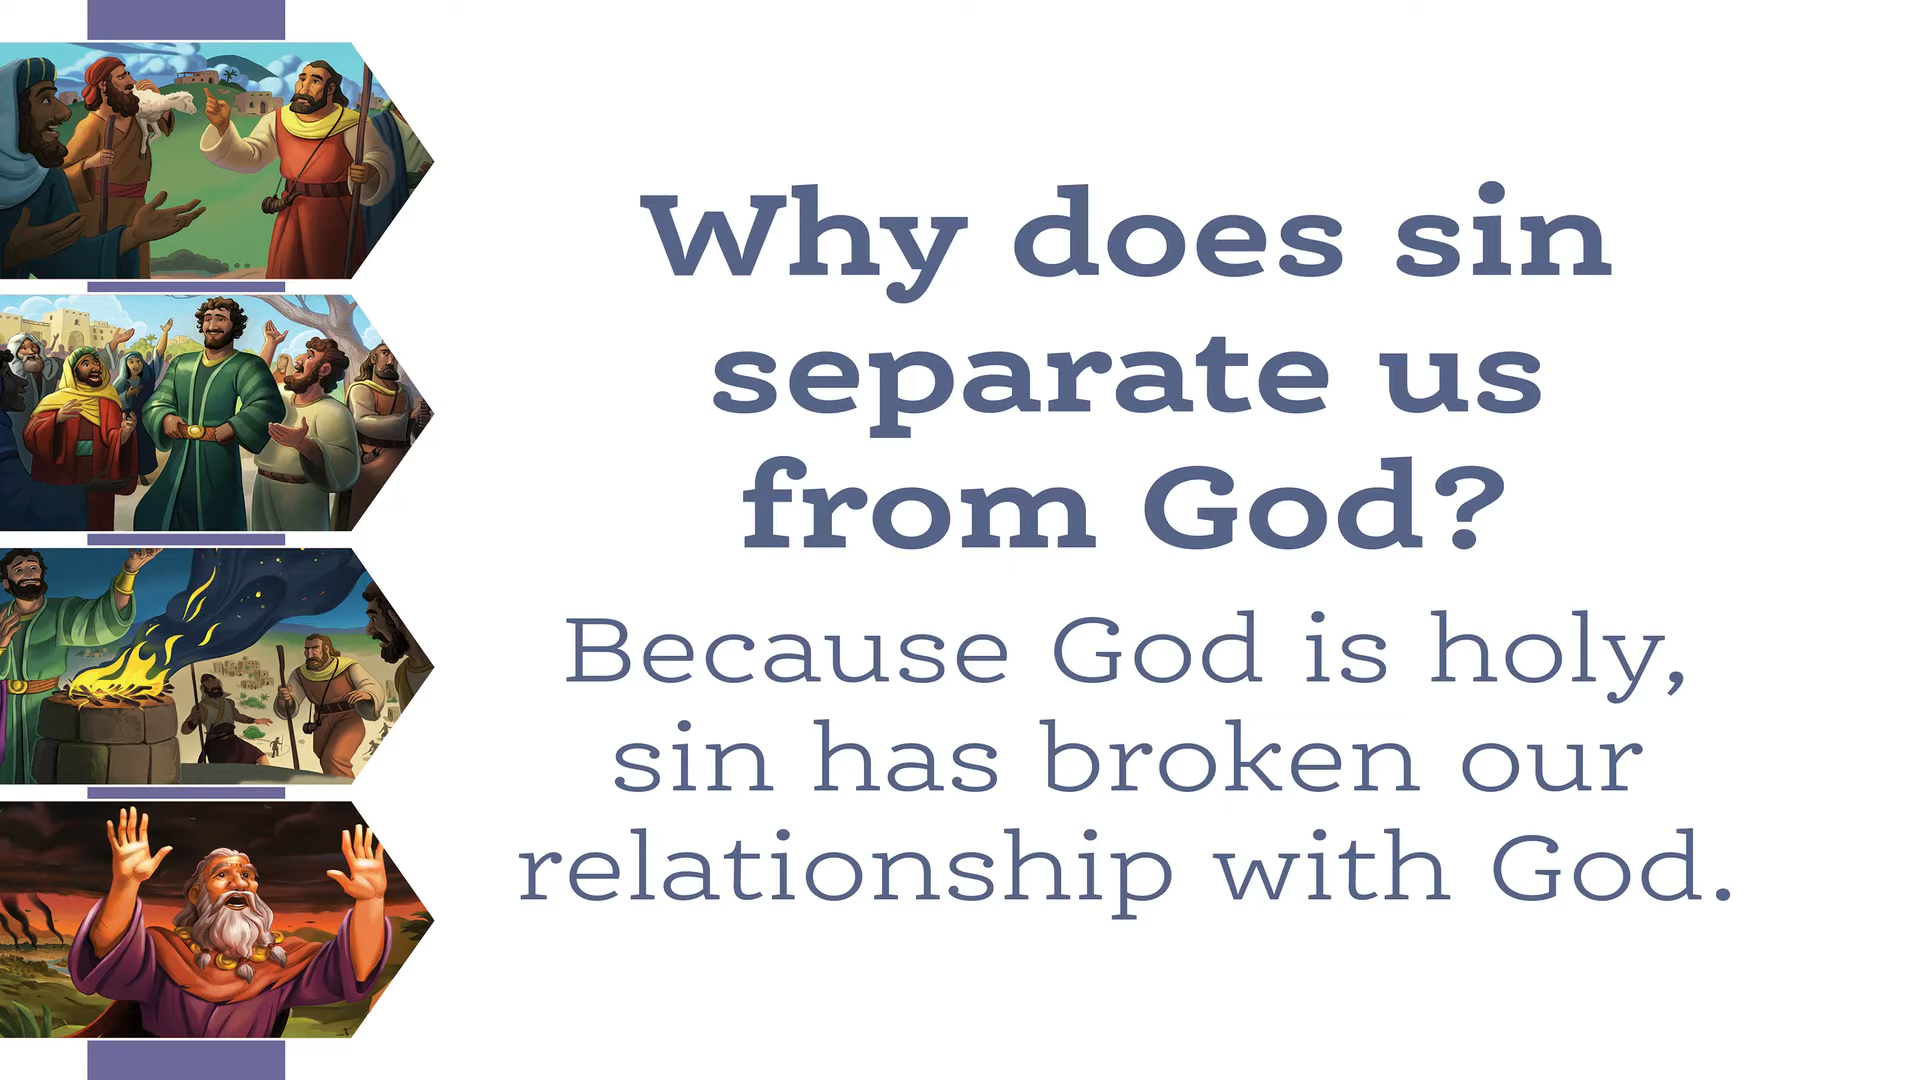 Why does sin
separate us
from God?
Because God is holy,
sin has broken our
relationship with God.